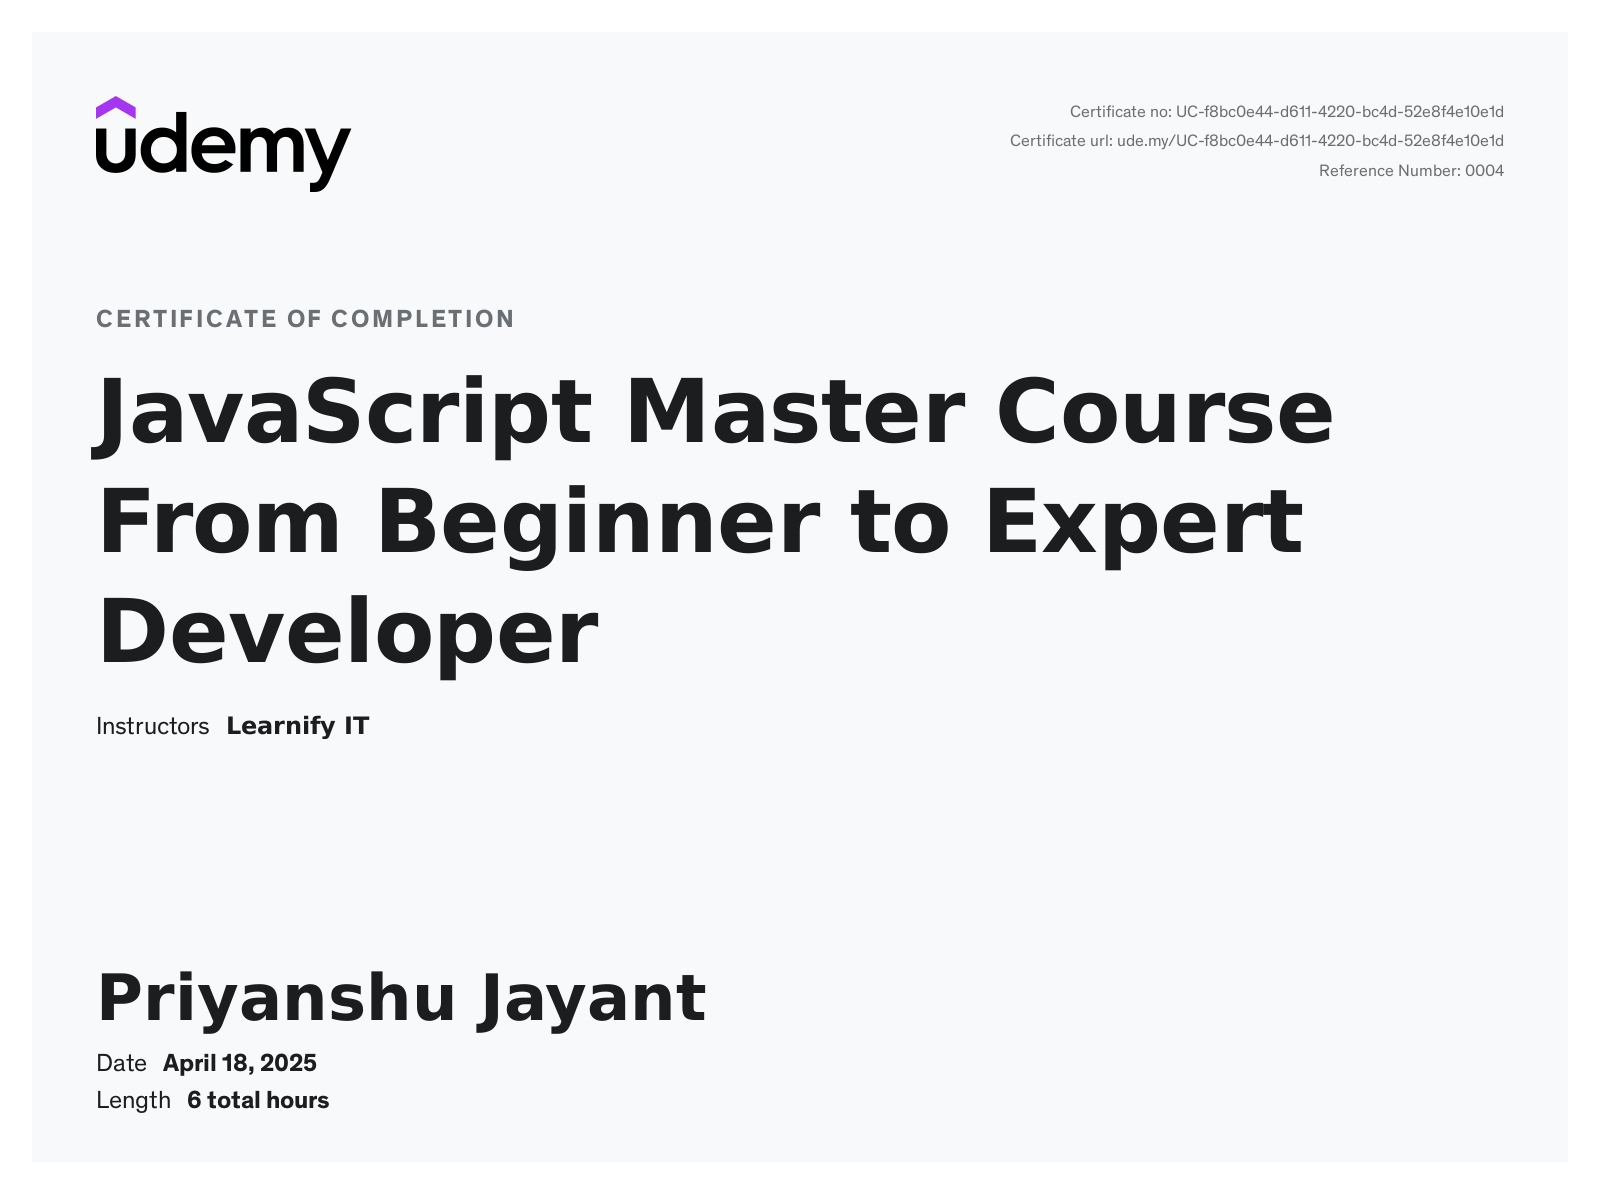 udemy
Certificate no: UC-f8bc0e44-d611-4220-bc4d-52e8f4e10e1d
Certificate url: ude.my/UC-f8bc0e44-d611-4220-bc4d-52e8f4e10e1d
Reference Number: 0004
CERTIFICATE OF COMPLETION
JavaScript Master Course
From Beginner to Expert
Developer
Instructors Learnify IT
Priyanshu Jayant
Date April 18, 2025
Length 6 total hours